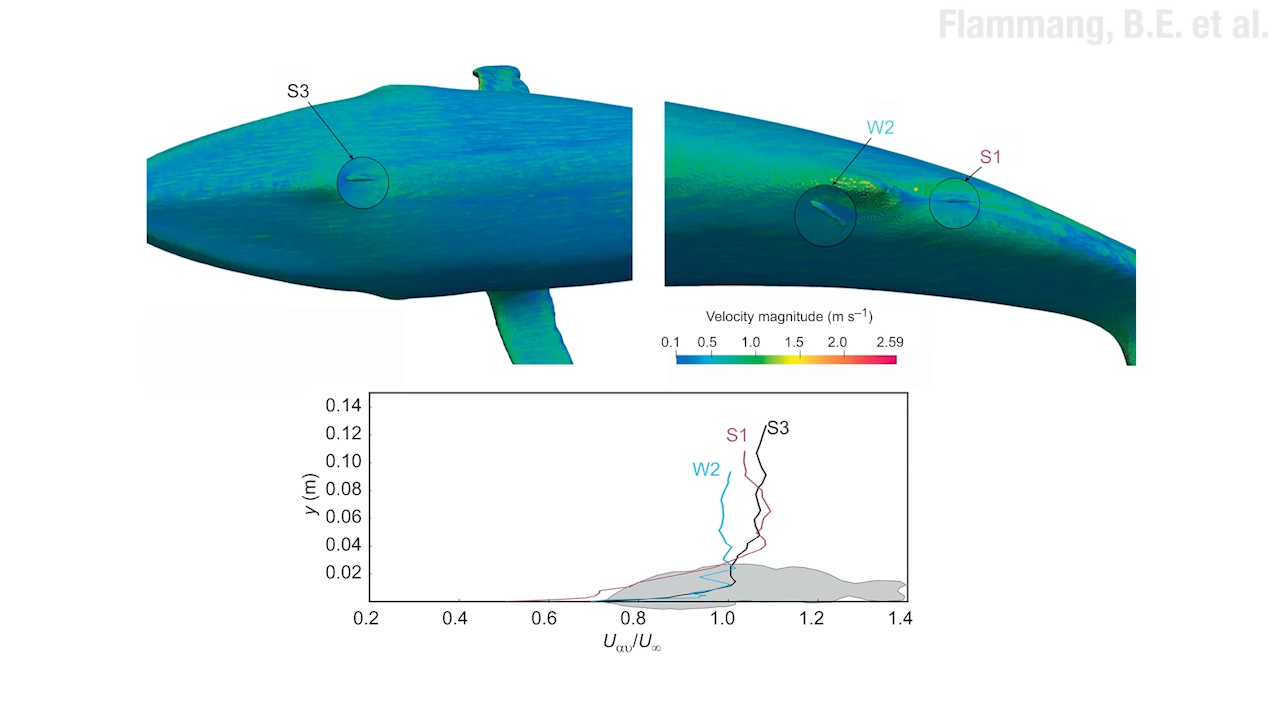 Flammang, B.E. et al.
S3
W2
S1
Velocity magnitude (m s⁻¹)
0.1 0.5 1.0 1.5 2.0 2.59
0.14
0.12
0.10
0.08
0.06
0.04
0.02
y (m)
S1
S3
W2
0.2 0.4 0.6 0.8 1.0 1.2 1.4
Uαυ/U∞